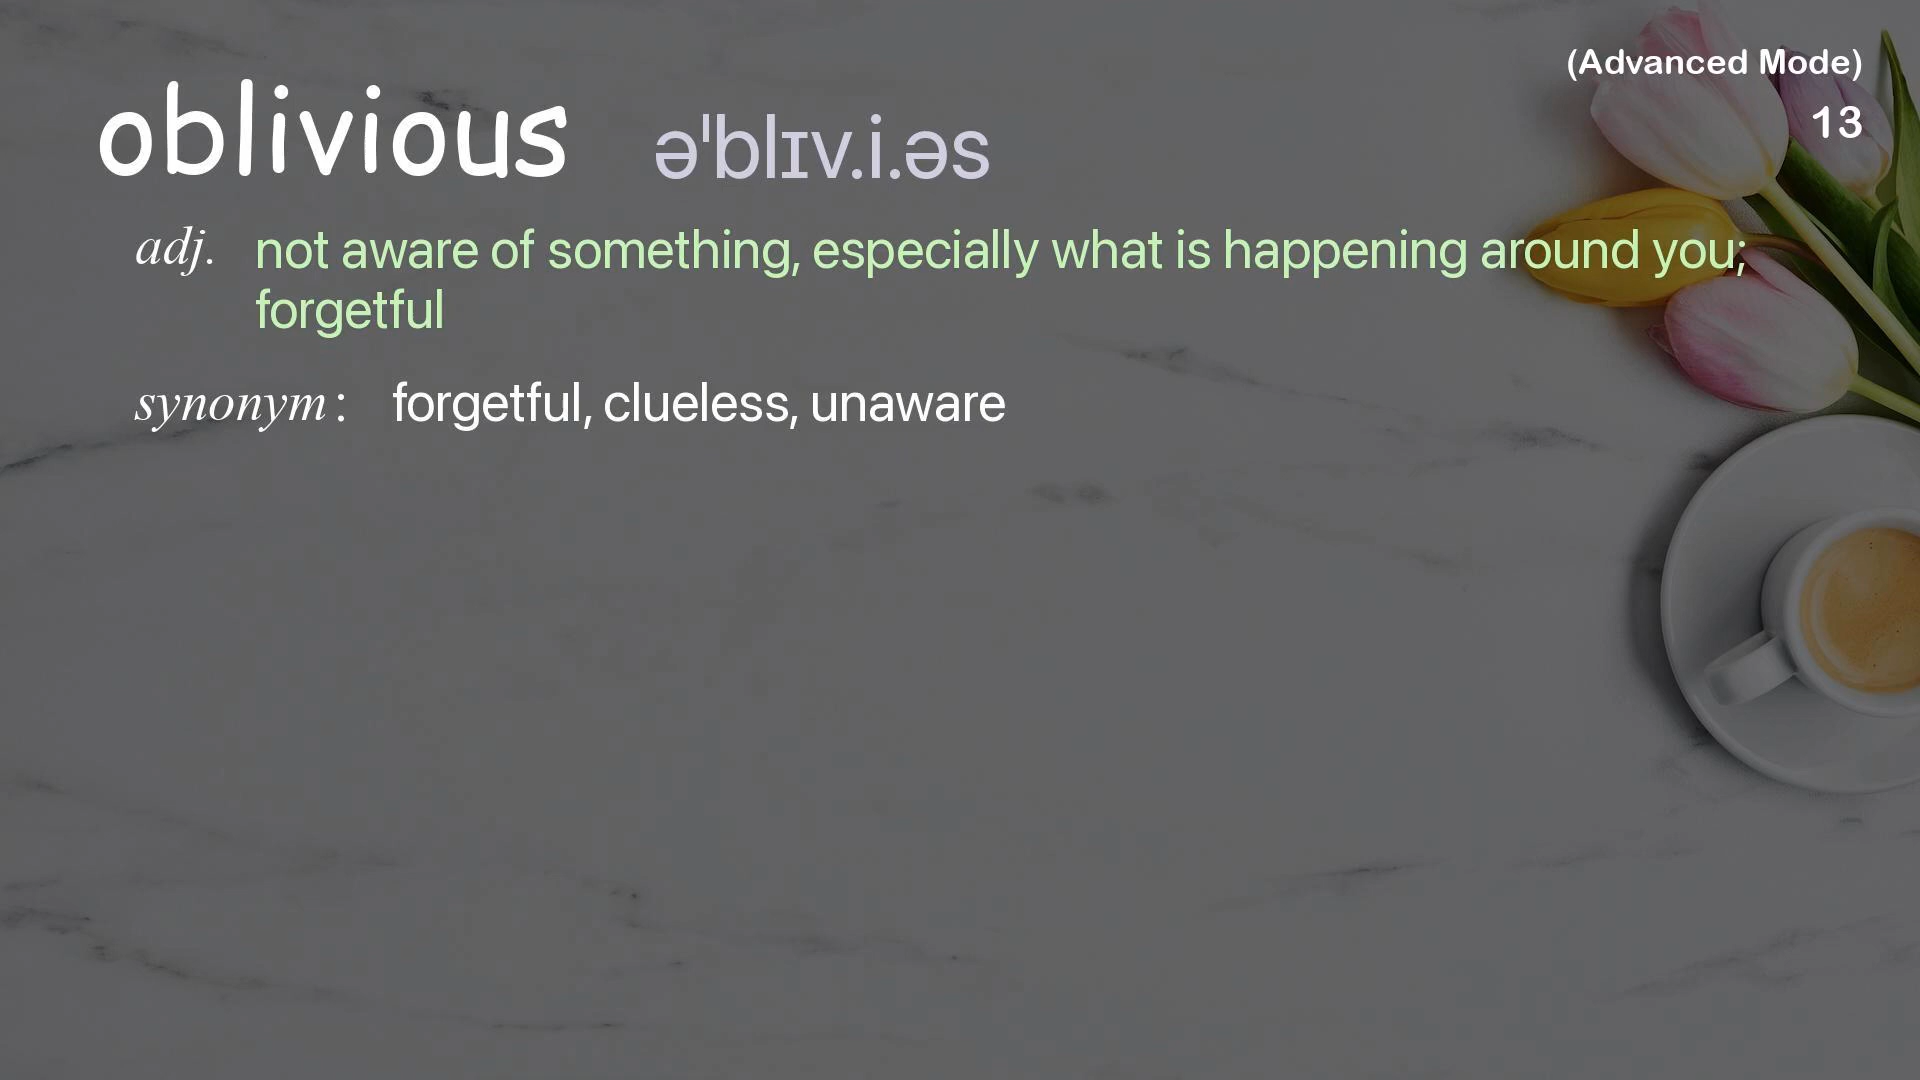 (Advanced Mode)
13
oblivious əˈblɪv.i.əs
adj. not aware of something, especially what is happening around you;
forgetful
synonym: forgetful, clueless, unaware